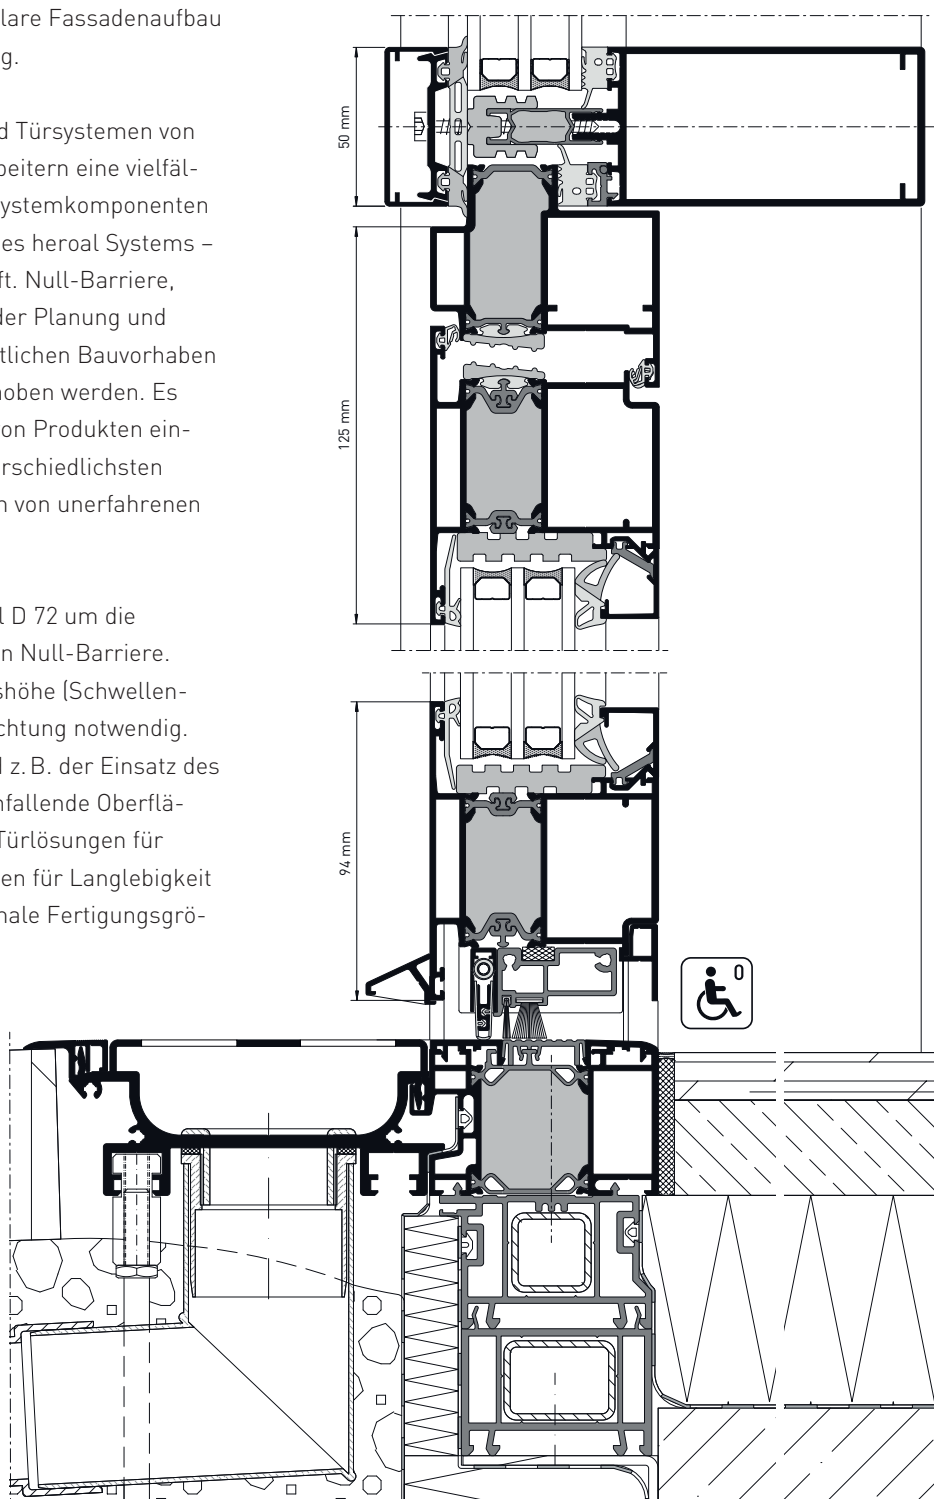 lare Fassadenaufbau
g.
d Türsystemen von
beitern eine vielfäl-
ystemkomponenten
es heroal Systems –
ft. Null-Barriere,
der Planung und
tlichen Bauvorhaben
hoben werden. Es
on Produkten ein-
erschiedlichsten
n von unerfahrenen
l D 72 um die
n Null-Barriere.
shöhe (Schwellen-
chtung notwendig.
d z. B. der Einsatz des
nfallende Oberflä-
Türlösungen für
en für Langlebigkeit
nale Fertigungsgrö-
50 mm
125 mm
94 mm
0